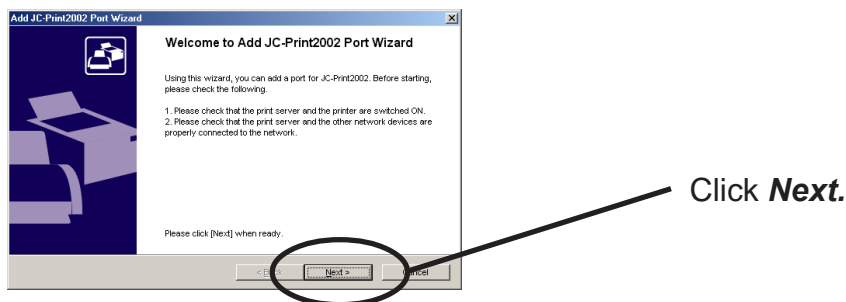 Add JC-Print2002 Port Wizard
Welcome to Add JC-Print2002 Port Wizard
Using this wizard, you can add a port for JC-Print2002. Before starting,
please check the following.
1. Please check that the print server and the printer are switched ON.
2. Please check that the print server and the other network devices are
properly connected to the network.
Click Next.
Please click [Next] when ready.
< Back Next > Cancel